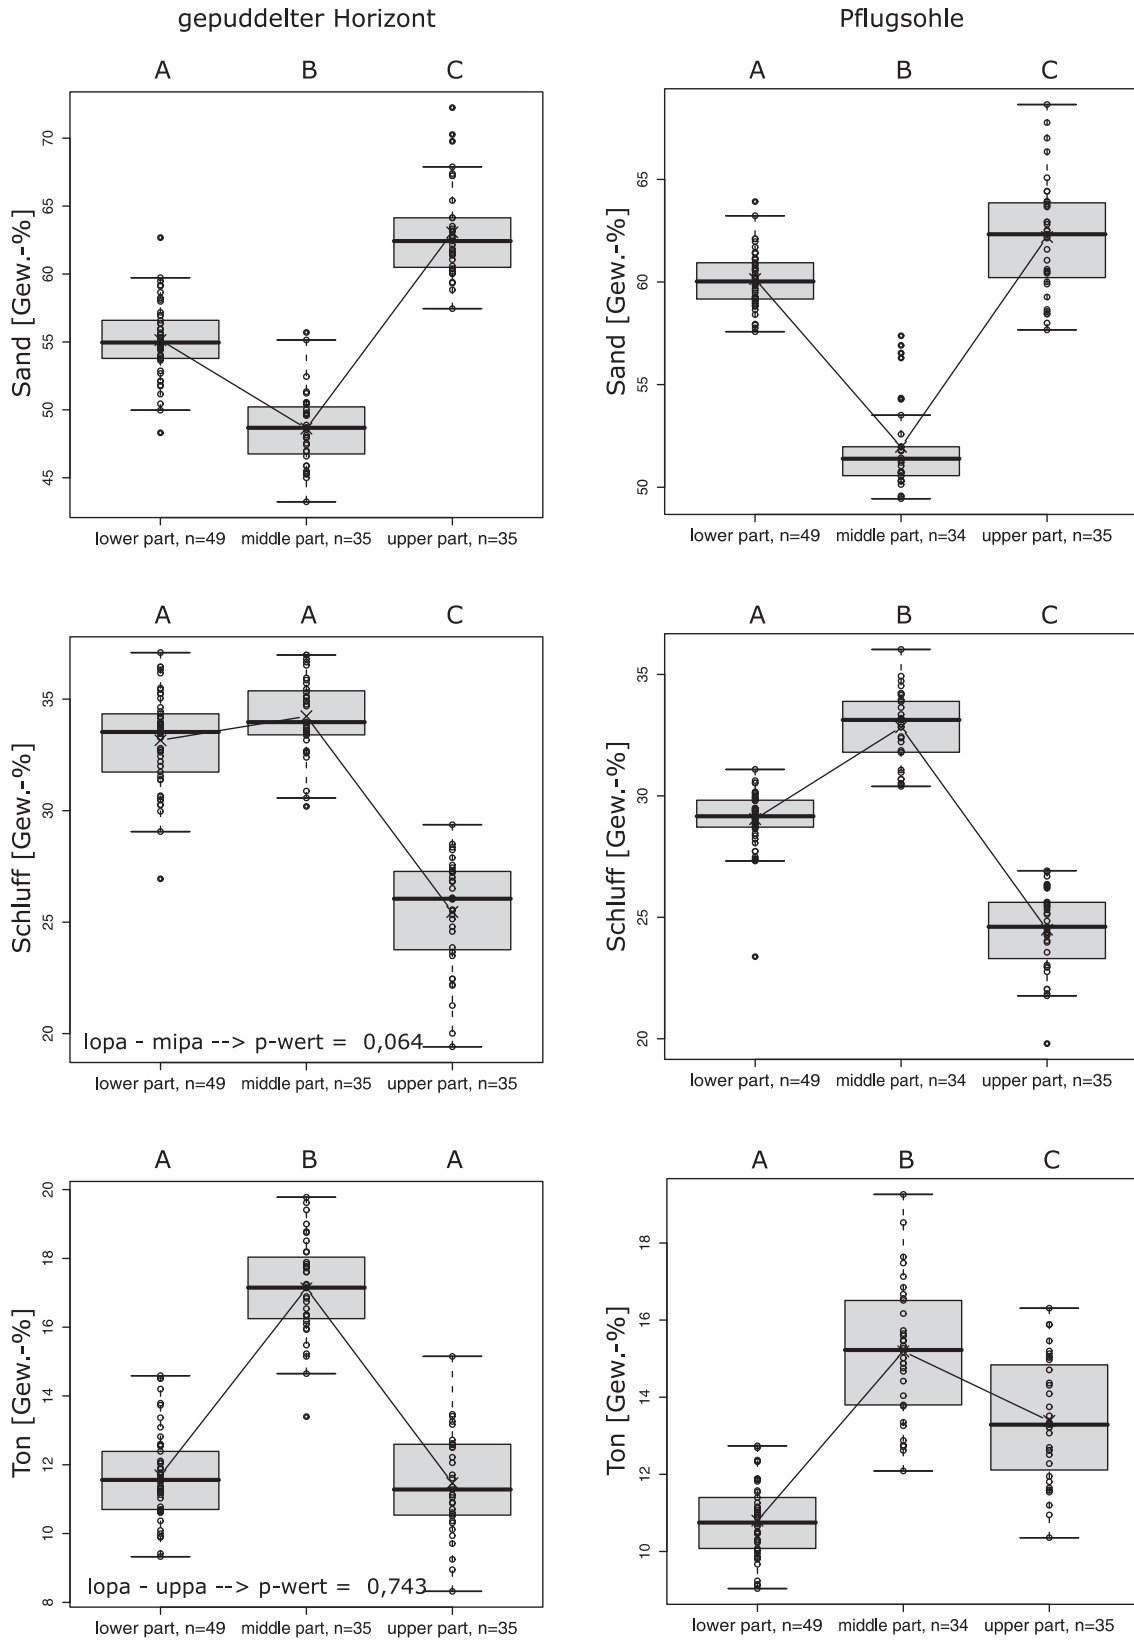 gepuddelter Horizont
Pflugsohle
A B C
Sand [Gew.-%]
70
65
60
55
50
45
lower part, n=49 middle part, n=35 upper part, n=35
A B C
Sand [Gew.-%]
65
60
55
50
lower part, n=49 middle part, n=34 upper part, n=35
A A C
Schluff [Gew.-%]
35
30
25
20
lopa - mipa --> p-wert = 0,064
lower part, n=49 middle part, n=35 upper part, n=35
A B C
Schluff [Gew.-%]
35
30
25
20
lower part, n=49 middle part, n=34 upper part, n=35
A B A
Ton [Gew.-%]
20
18
16
14
12
10
8
lopa - uppa --> p-wert = 0,743
lower part, n=49 middle part, n=35 upper part, n=35
A B C
Ton [Gew.-%]
18
16
14
12
10
lower part, n=49 middle part, n=34 upper part, n=35